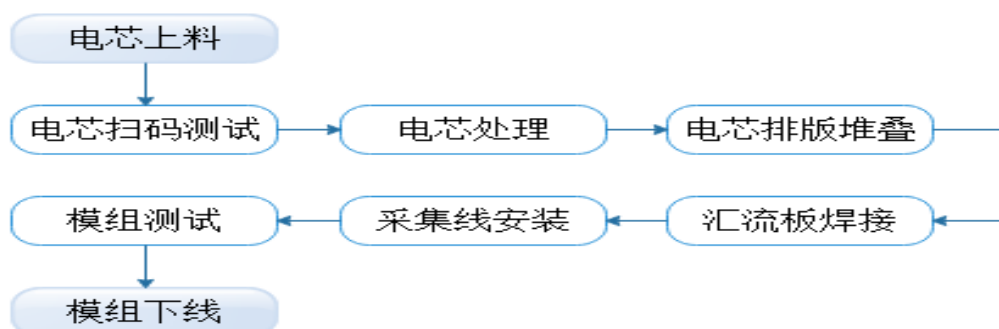 电芯上料
电芯扫码测试
电芯处理
电芯排版堆叠
汇流板焊接
采集线安装
模组测试
模组下线